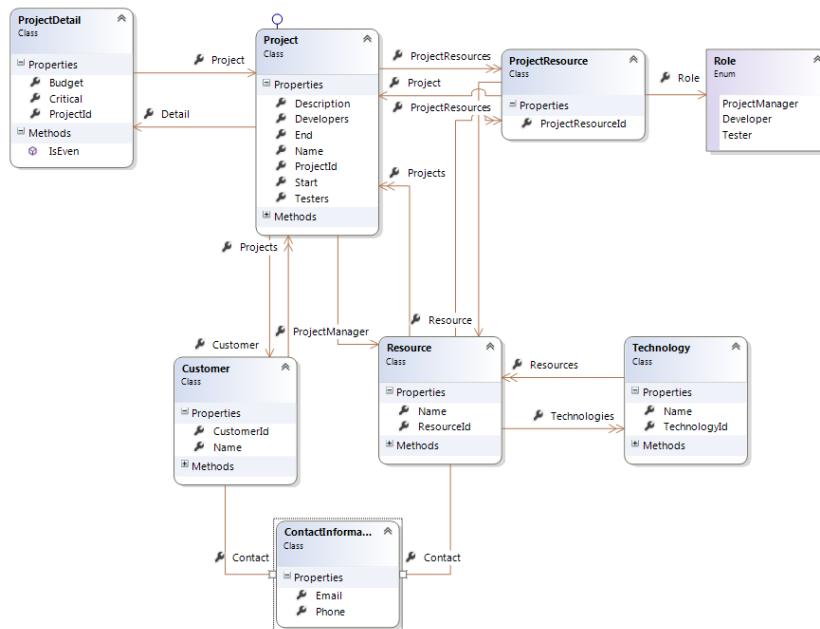 ProjectDetail
Class
Properties
Budget
Critical
ProjectId
Methods
IsEven
Project
Detail
Project
Class
Properties
Description
Developers
End
Name
ProjectId
Start
Testers
Methods
ProjectResources
Project
ProjectResources
Projects
ProjectResource
Class
Properties
ProjectResourceId
Role
Role
Enum
ProjectManager
Developer
Tester
Projects
Customer
ProjectManager
Resource
Customer
Class
Properties
CustomerId
Name
Methods
Resource
Class
Properties
Name
ResourceId
Methods
Resources
Technologies
Technology
Class
Properties
Name
TechnologyId
Methods
Contact
Contact
ContactInforma...
Class
Properties
Email
Phone